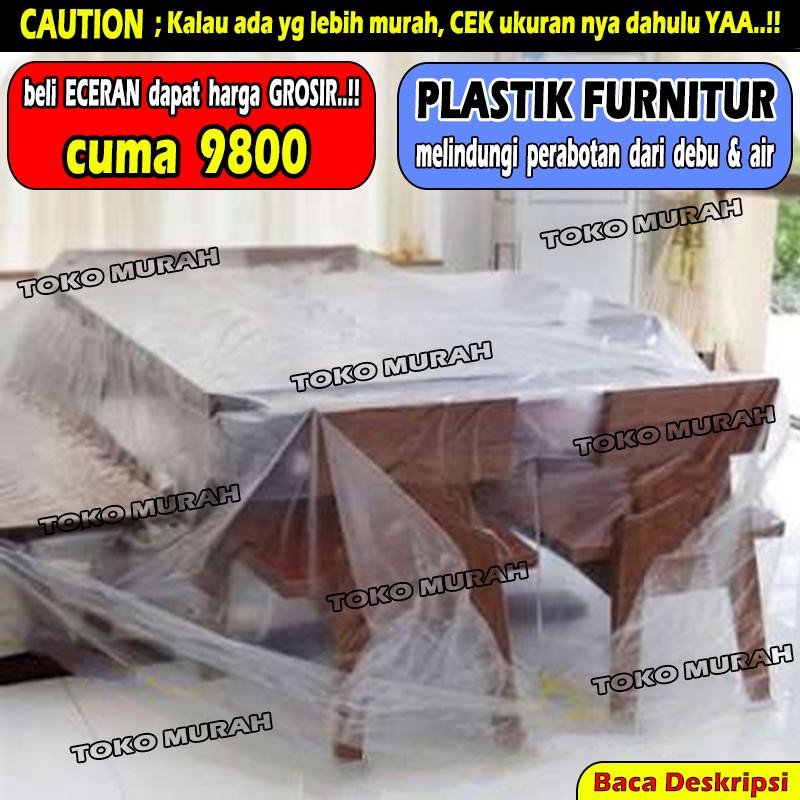 CAUTION ; Kalau ada yg lebih murah, CEK ukuran nya dahulu YAA..!!
beli ECERAN dapat harga GROSIR..!!
cuma 9800
PLASTIK FURNITUR
melindungi perabotan dari debu & air
TOKO MURAH
TOKO MURAH
TOKO MURAH
TOKO MURAH
TOKO MURAH
TOKO MURAH
TOKO MURAH
TOKO MURAH
Baca Deskripsi